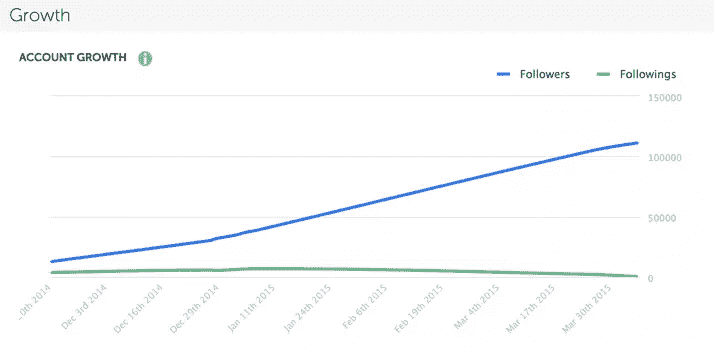 Growth
ACCOUNT GROWTH
Followers Followings
150000
100000
50000
0
0th 2014
Dec 3rd 2014
Dec 16th 2014
Dec 29th 2014
Jan 11th 2015
Jan 24th 2015
Feb 6th 2015
Feb 19th 2015
Mar 4th 2015
Mar 17th 2015
Mar 30th 2015